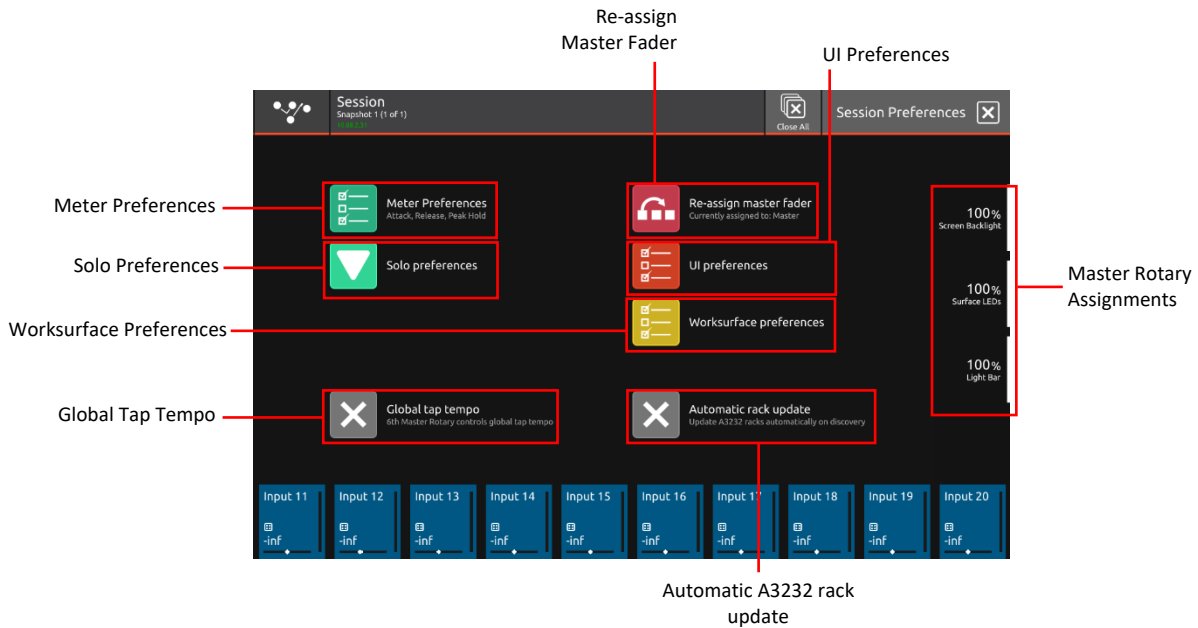 Re-assign
Master Fader
UI Preferences
Session
Snapshot 1 (1 of 1)
Close All
Session Preferences
Meter Preferences
Meter Preferences
Attack, Release, Peak Hold
Re-assign master fader
Currently assigned to: Master
100%
Screen Backlight
Solo Preferences
Solo preferences
UI preferences
100%
Surface LEDs
Master Rotary
Assignments
Worksurface Preferences
Worksurface preferences
100%
Light Bar
Global Tap Tempo
Global tap tempo
6th Master Rotary controls global tap tempo
Automatic rack update
Update A3232 racks automatically on discovery
Input 11
Input 12
Input 13
Input 14
Input 15
Input 16
Input 17
Input 18
Input 19
Input 20
-inf
-inf
-inf
-inf
-inf
-inf
-inf
-inf
-inf
-inf
Automatic A3232 rack
update